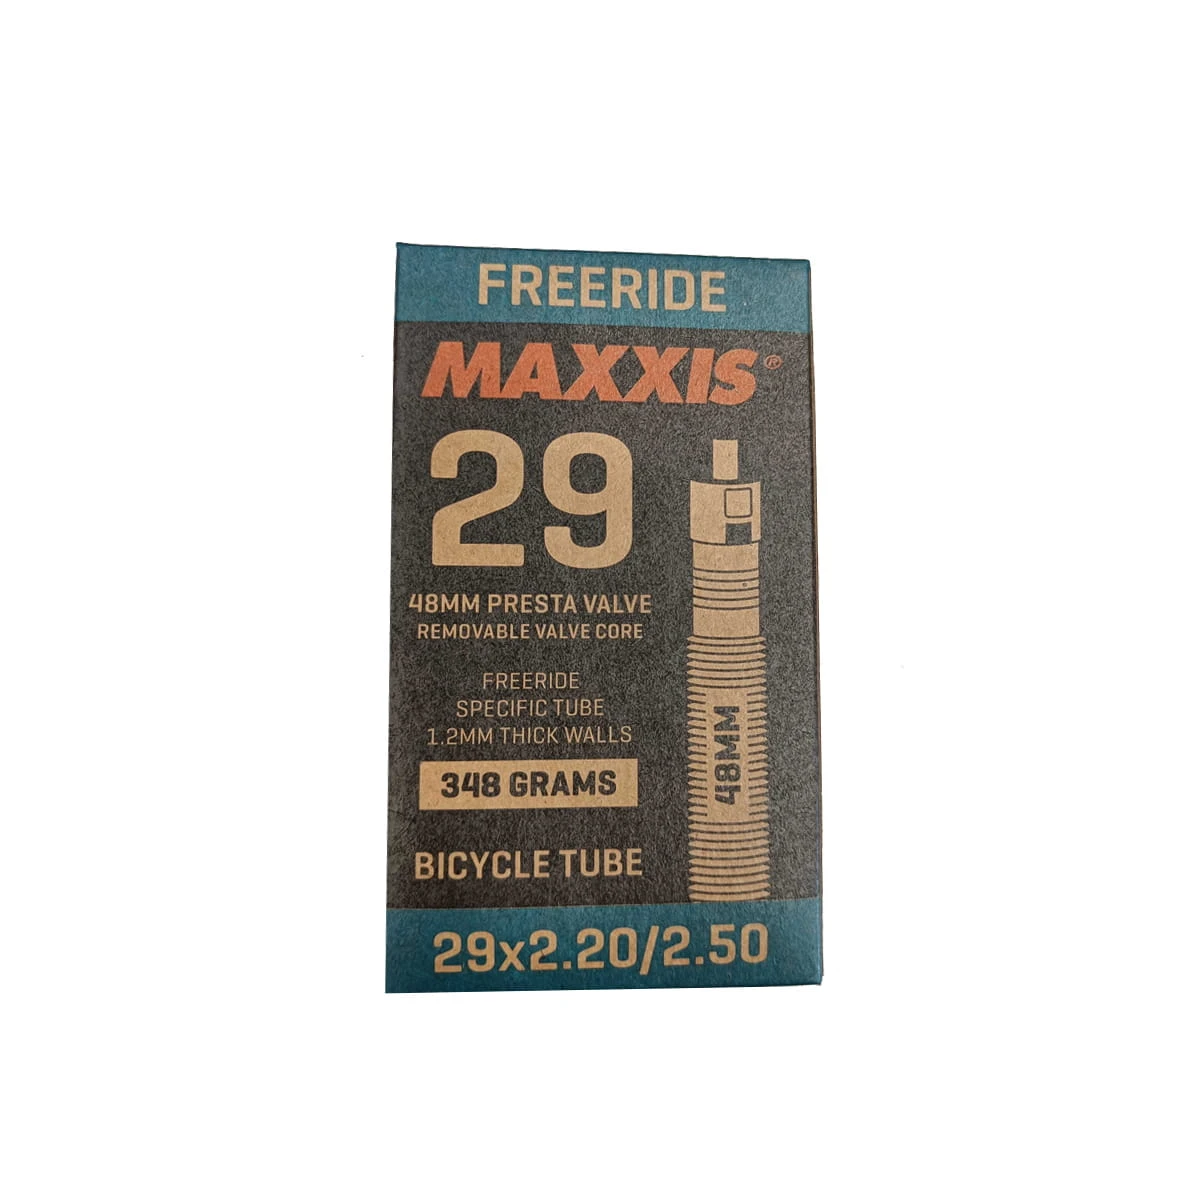 FREERIDE
MAXXIS®
29
48MM PRESTA VALVE
REMOVABLE VALVE CORE
FREERIDE
SPECIFIC TUBE
1.2MM THICK WALLS
348 GRAMS
48MM
BICYCLE TUBE
29x2.20/2.50